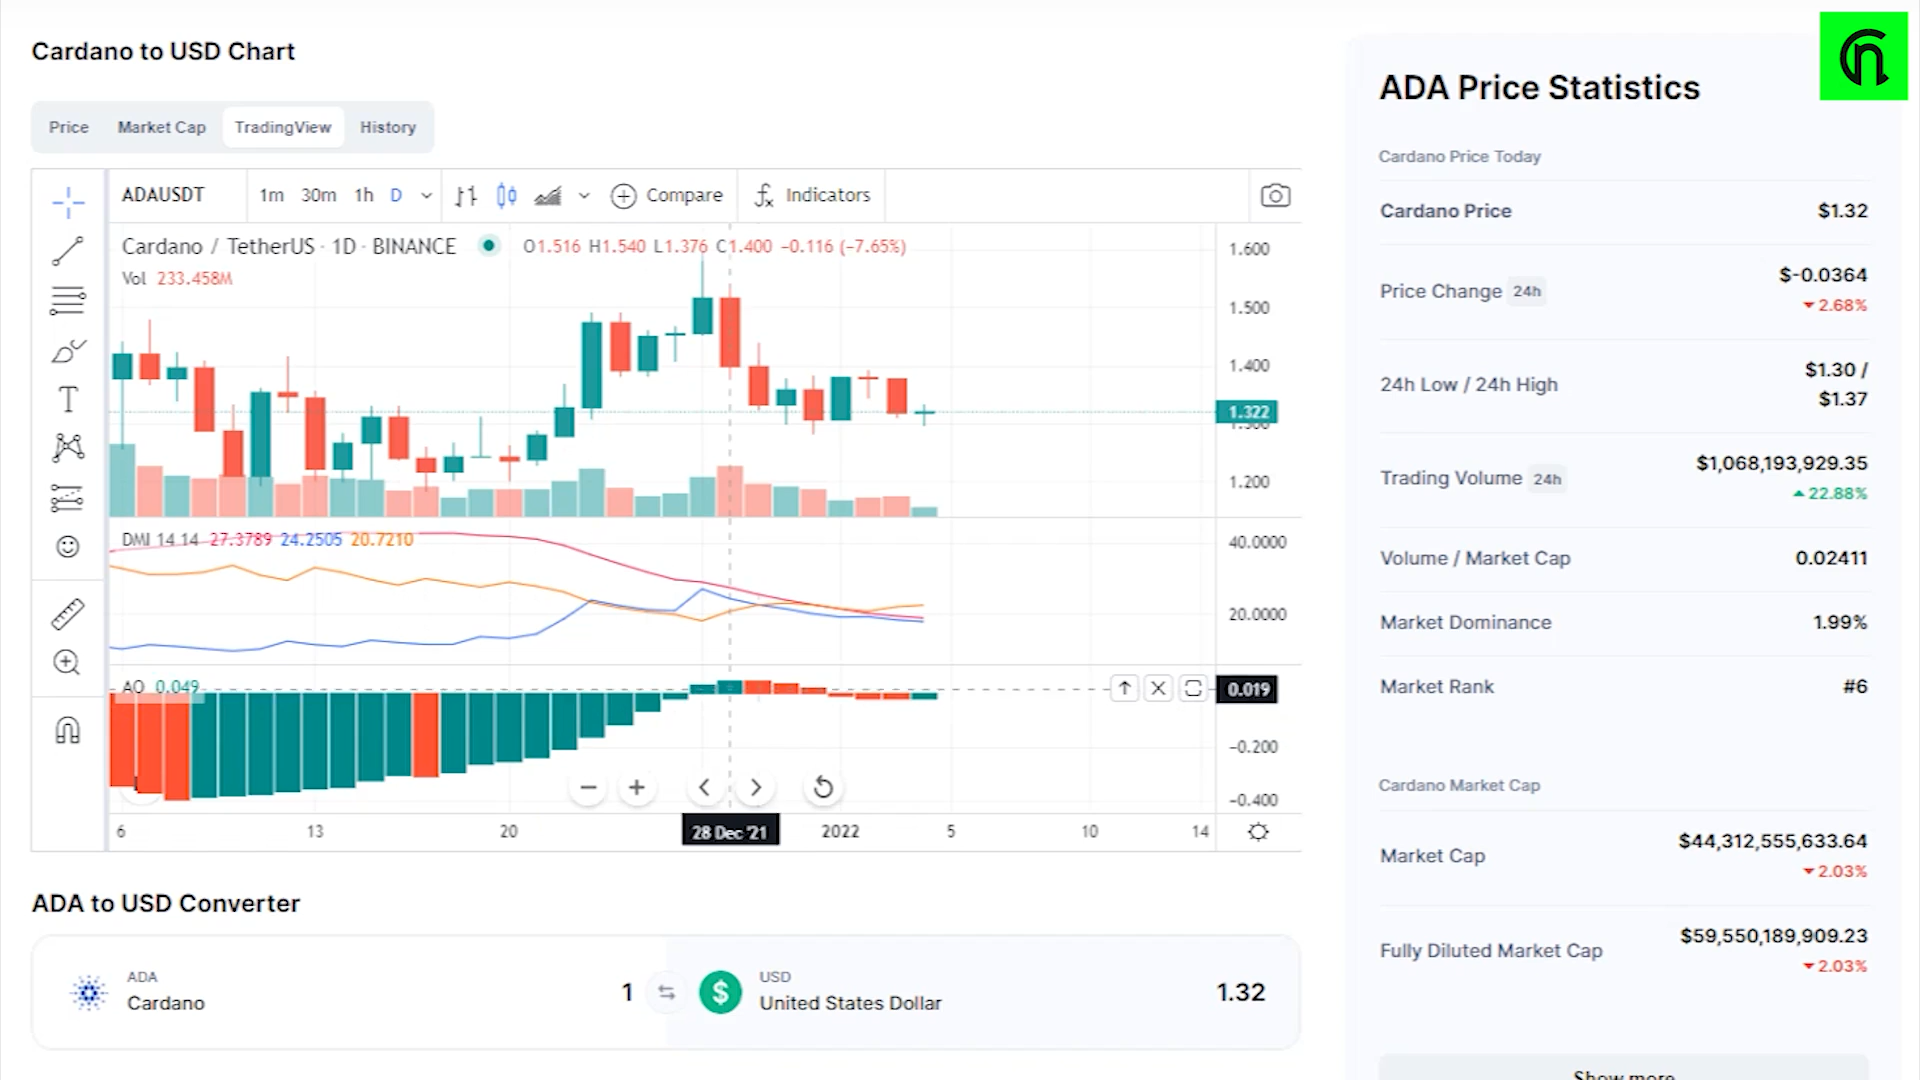 Cardano to USD Chart
Price Market Cap TradingView History
ADAUSDT 1m 30m 1h D Compare Indicators
Cardano / TetherUS · 1D · BINANCE O1.516 H1.540 L1.376 C1.400 −0.116 (−7.65%)
Vol 233.458M
1.600
1.500
1.400
1.322
1.300
1.200
DMI 14 14 27.3789 24.2505 20.7210
40.0000
20.0000
AO 0.049
0.019
−0.200
−0.400
6 13 20 28 Dec '21 2022 5 10 14
ADA to USD Converter
ADA
Cardano
1
USD
United States Dollar
1.32
ADA Price Statistics
Cardano Price Today
Cardano Price $1.32
Price Change 24h $-0.0364
2.68%
24h Low / 24h High $1.30 /
$1.37
Trading Volume 24h $1,068,193,929.35
22.88%
Volume / Market Cap 0.02411
Market Dominance 1.99%
Market Rank #6
Cardano Market Cap
Market Cap $44,312,555,633.64
2.03%
Fully Diluted Market Cap $59,550,189,909.23
2.03%
Show more